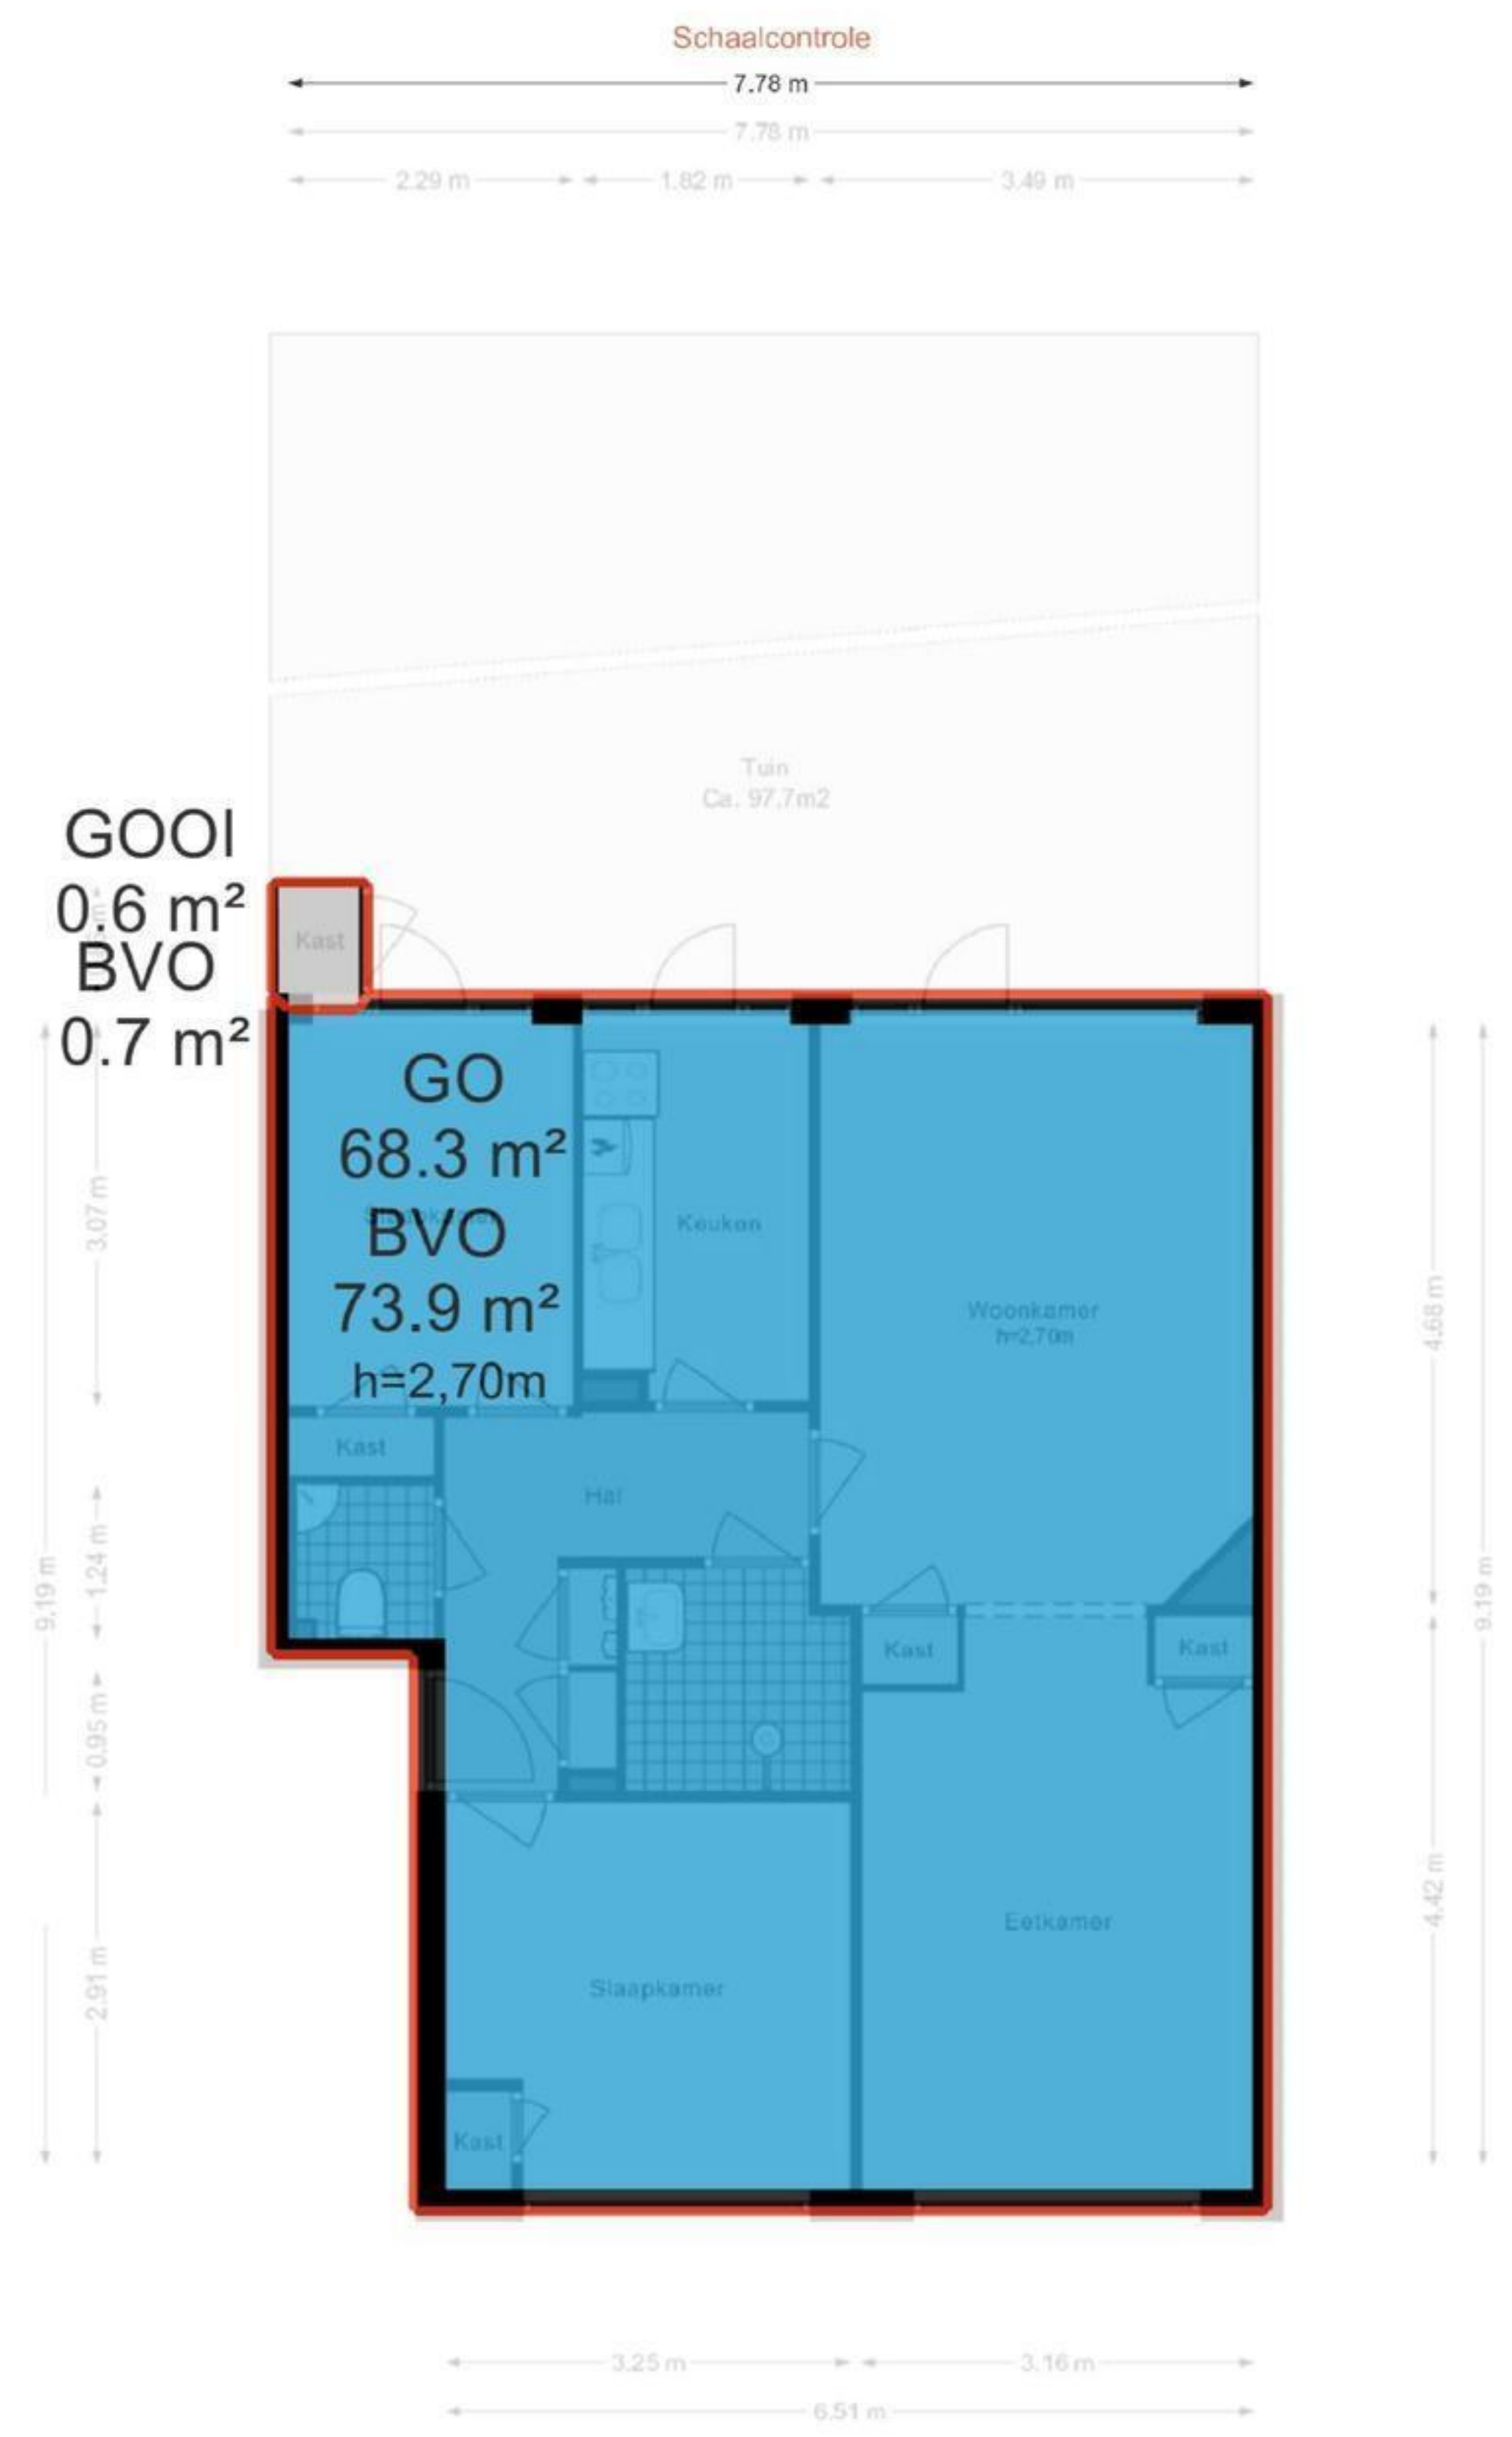 Schaalcontrole
7.78 m
7.78 m
2.29 m
1.82 m
3.49 m
Tuin
Ca. 97,7m2
GOOI
0.6 m²
BVO
0.7 m²
Kast
GO
68.3 m²
Slaapkamer
BVO
73.9 m²
h=2,70m
Keuken
Woonkamer
h=2,70m
3.07 m
4.68 m
Kast
Hal
9.19 m
1.24 m
9.19 m
Kast
Kast
0.95 m
4.42 m
Eetkamer
2.91 m
Slaapkamer
Kast
3.25 m
3.16 m
6.51 m